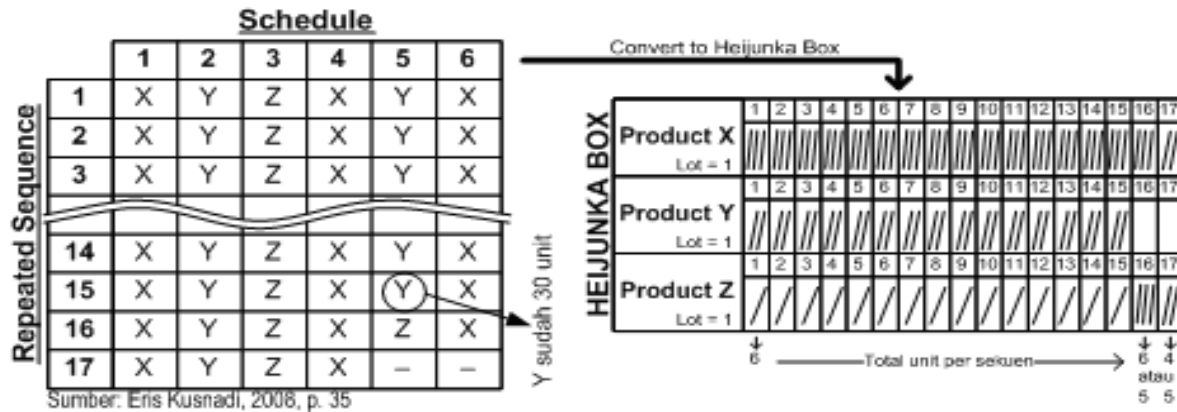 Schedule
1 2 3 4 5 6
1 X Y Z X Y X
2 X Y Z X Y X
3 X Y Z X Y X
14 X Y Z X Y X
15 X Y Z X Y X
16 X Y Z X Z X
17 X Y Z X – –
Repeated Sequence
Y sudah 30 unit
Sumber: Eris Kusnadi, 2008, p. 35
Convert to Heijunka Box
HEIJUNKA BOX
1 2 3 4 5 6 7 8 9 10 11 12 13 14 15 16 17
Product X
Lot = 1
1 2 3 4 5 6 7 8 9 10 11 12 13 14 15 16 17
Product Y
Lot = 1
1 2 3 4 5 6 7 8 9 10 11 12 13 14 15 16 17
Product Z
Lot = 1
6 Total unit per sekuen 6 4
atau
5 5